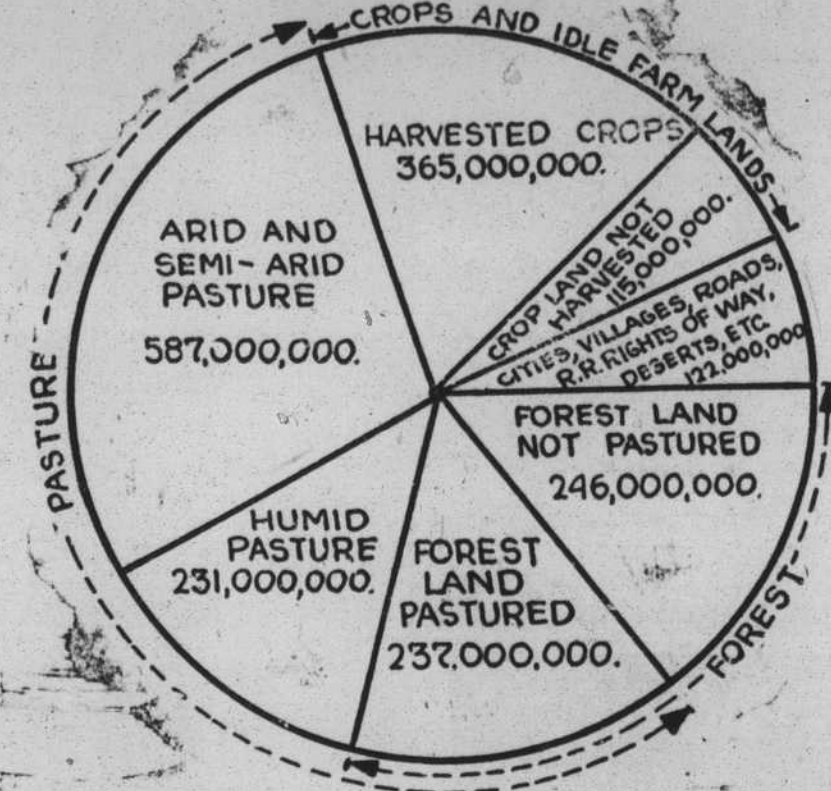 CROPS AND IDLE FARM LANDS
HARVESTED CROPS
365,000,000.
CROP LAND NOT
HARVESTED
115,000,000.
CITIES, VILLAGES, ROADS,
R.R. RIGHTS OF WAY,
DESERTS, ETC.
122,000,000
ARID AND
SEMI-ARID
PASTURE
587,000,000.
PASTURE
FOREST LAND
NOT PASTURED
246,000,000.
HUMID
PASTURE
231,000,000.
FOREST
LAND
PASTURED
237,000,000.
FOREST